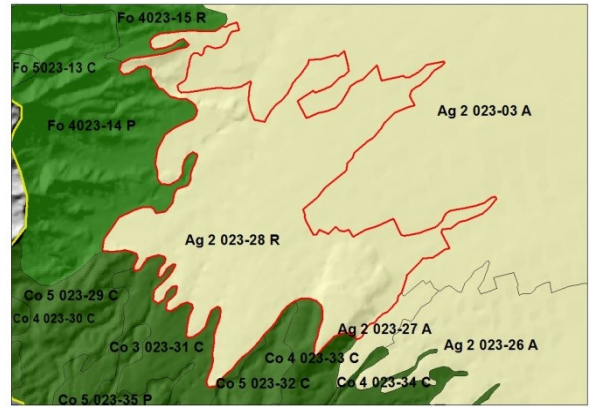 Fo 4023-15 R
Fo 5023-13 C
Ag 2 023-03 A
Fo 4023-14 P
Ag 2 023-28 R
Co 5 023-29 C
Co 4 023-30 C
Ag 2 023-27 A
Co 3 023-31 C
Ag 2 023-26 A
Co 4 023-33 C
Co 5 023-32 C
Co 4 023-34 C
Co 5 023-35 P